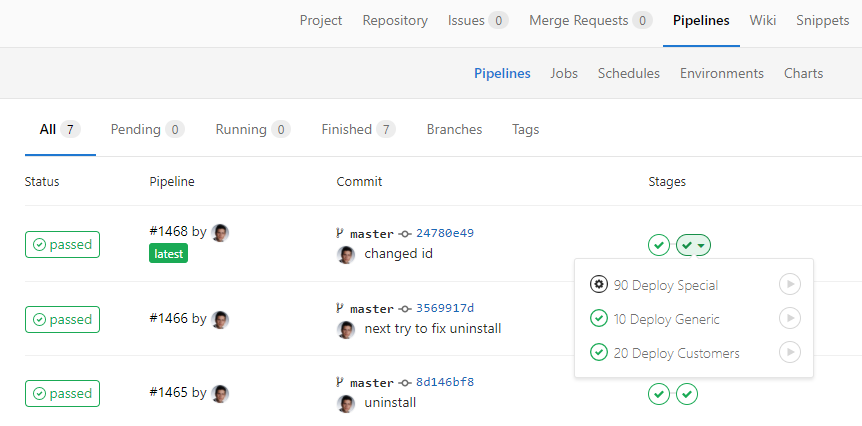 Project Repository Issues 0 Merge Requests 0 Pipelines Wiki Snippets
Pipelines Jobs Schedules Environments Charts
All 7 Pending 0 Running 0 Finished 7 Branches Tags
Status Pipeline Commit Stages
passed #1468 by master 24780e49
latest changed id
90 Deploy Special
passed #1466 by master 3569917d
next try to fix uninstall
10 Deploy Generic
20 Deploy Customers
passed #1465 by master 8d146bf8
uninstall